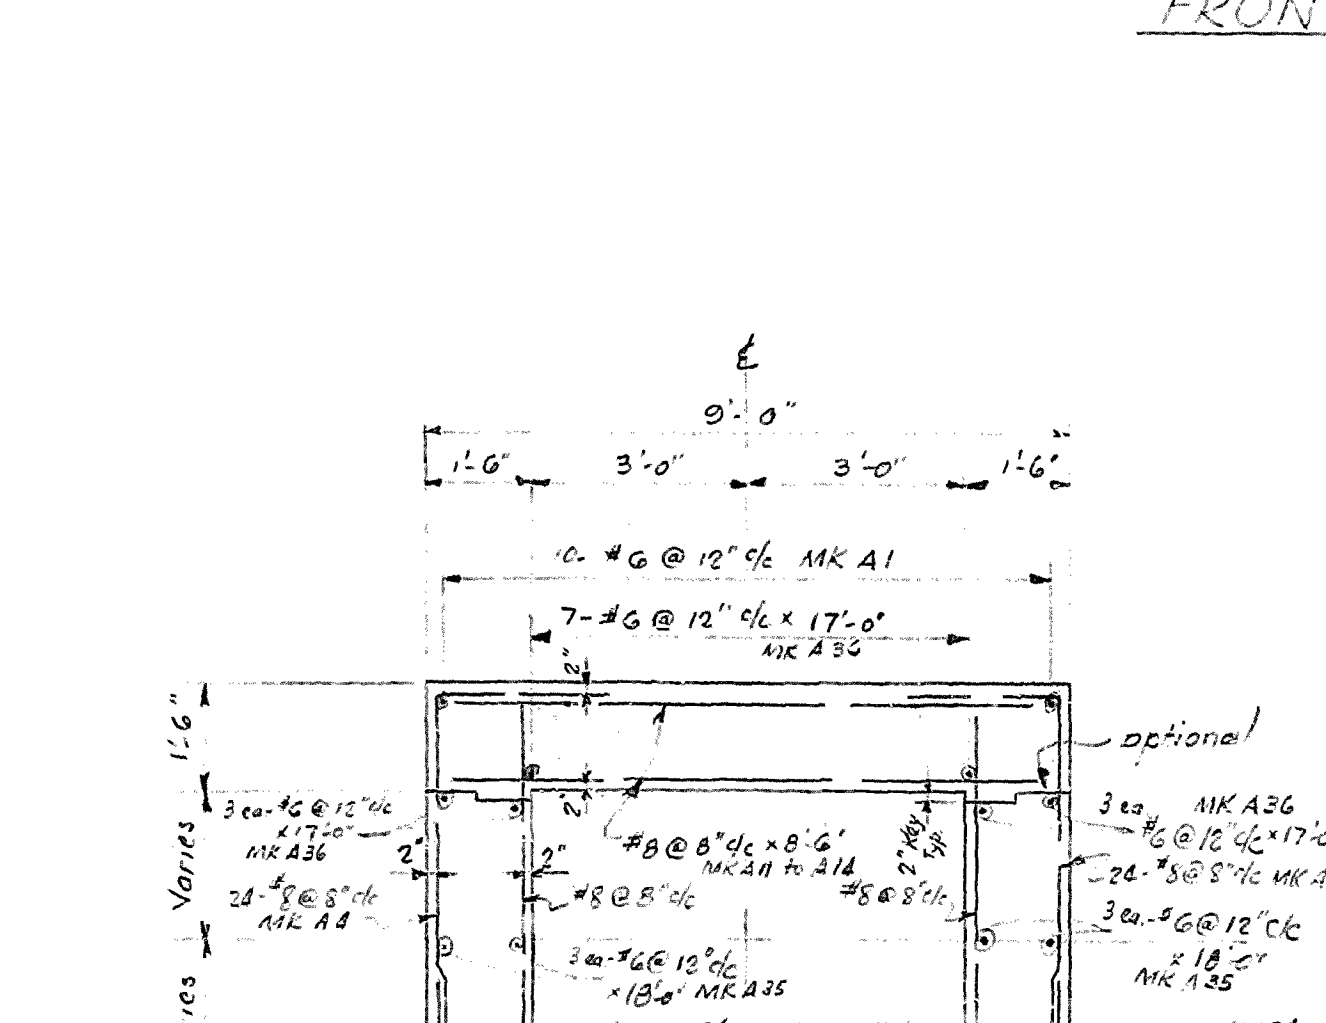 FRON
℄
9'-0"
1'-6" 3'-0" 3'-0" 1'-6"
10-#6 @ 12" c/c MK A1
7-#6 @ 12" c/c x 17'-0"
MK A36
2"
1'-6"
optional
2"
3 ea-#6 @ 12" c/c
x 17'-0"
MK A36
Varies
2"
2"
24-#8 @ 8" c/c
MK A4
#8 @ 8" c/c x 8'-6"
MK A11 to A14
#8 @ 8" c/c
2" Key
Typ.
#8 @ 8" c/c
3 ea. MK A36
#6 @ 12" c/c x 17'-0
24-#8 @ 8" c/c MK A
3 ea.-#6 @ 12" c/c
x 18'-0"
MK A35
3 ea-#6 @ 12" c/c
x 18'-0" MK A35
ries